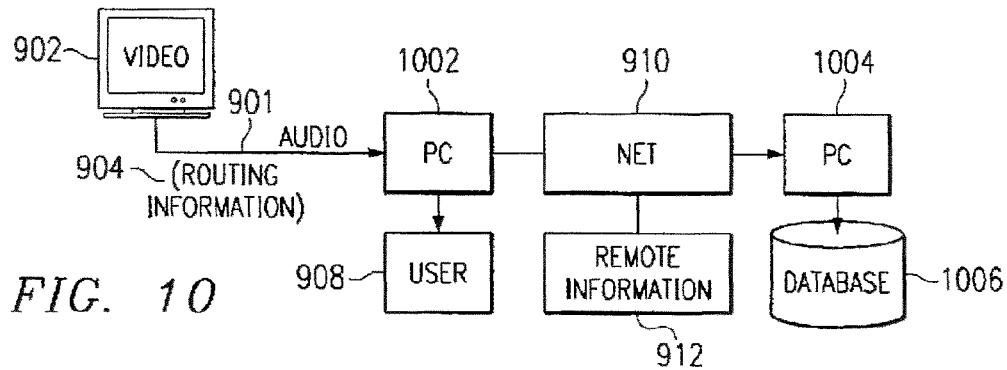 902
VIDEO
901
AUDIO
904
(ROUTING
INFORMATION)
1002
PC
908
USER
910
NET
REMOTE
INFORMATION
912
1004
PC
DATABASE
1006
FIG. 10